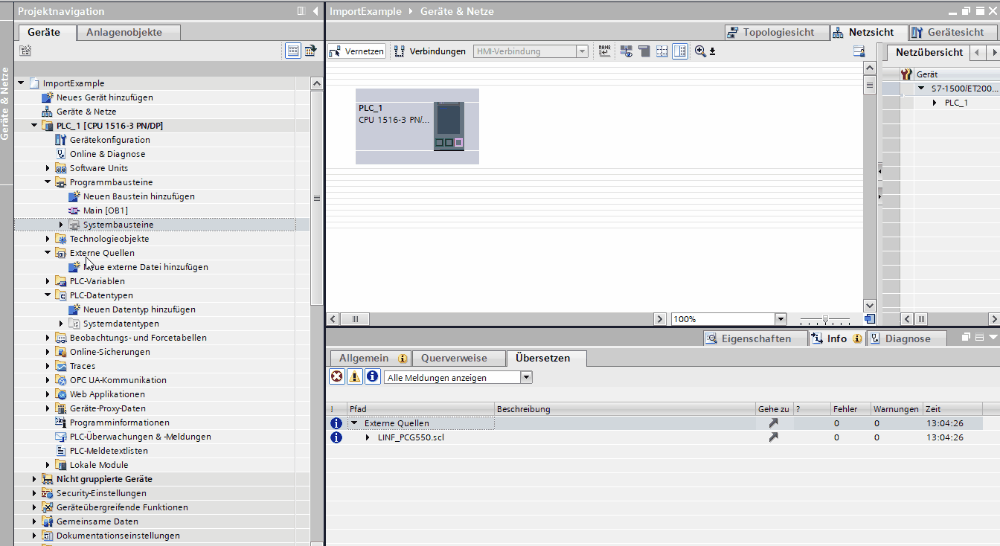 Projektnavigation
Geräte
Anlagenobjekte
Geräte & Netze
ImportExample
Neues Gerät hinzufügen
Geräte & Netze
PLC_1 [CPU 1516-3 PN/DP]
Gerätekonfiguration
Online & Diagnose
Software Units
Programmbausteine
Neuen Baustein hinzufügen
Main [OB1]
Systembausteine
Technologieobjekte
Externe Quellen
Neue externe Datei hinzufügen
PLC-Variablen
PLC-Datentypen
Neuen Datentyp hinzufügen
Systemdatentypen
Beobachtungs- und Forcetabellen
Online-Sicherungen
Traces
OPC UA-Kommunikation
Web Applikationen
Geräte-Proxy-Daten
Programminformationen
PLC-Überwachungen & -Meldungen
PLC-Meldetextlisten
Lokale Module
Nicht gruppierte Geräte
Security-Einstellungen
Geräteübergreifende Funktionen
Gemeinsame Daten
Dokumentationseinstellungen
ImportExample ▸ Geräte & Netze
Topologiesicht
Netzsicht
Gerätesicht
Vernetzen
Verbindungen
HMI-Verbindung
Netzübersicht
Gerät
S7-1500/ET200...
PLC_1
PLC_1
CPU 1516-3 PN/...
100%
Eigenschaften
Info
Diagnose
Allgemein
Querverweise
Übersetzen
Alle Meldungen anzeigen
! Pfad Beschreibung Gehe zu ? Fehler Warnungen Zeit
Externe Quellen 0 0 13:04:26
LINF_PCG550.scl 0 0 13:04:26